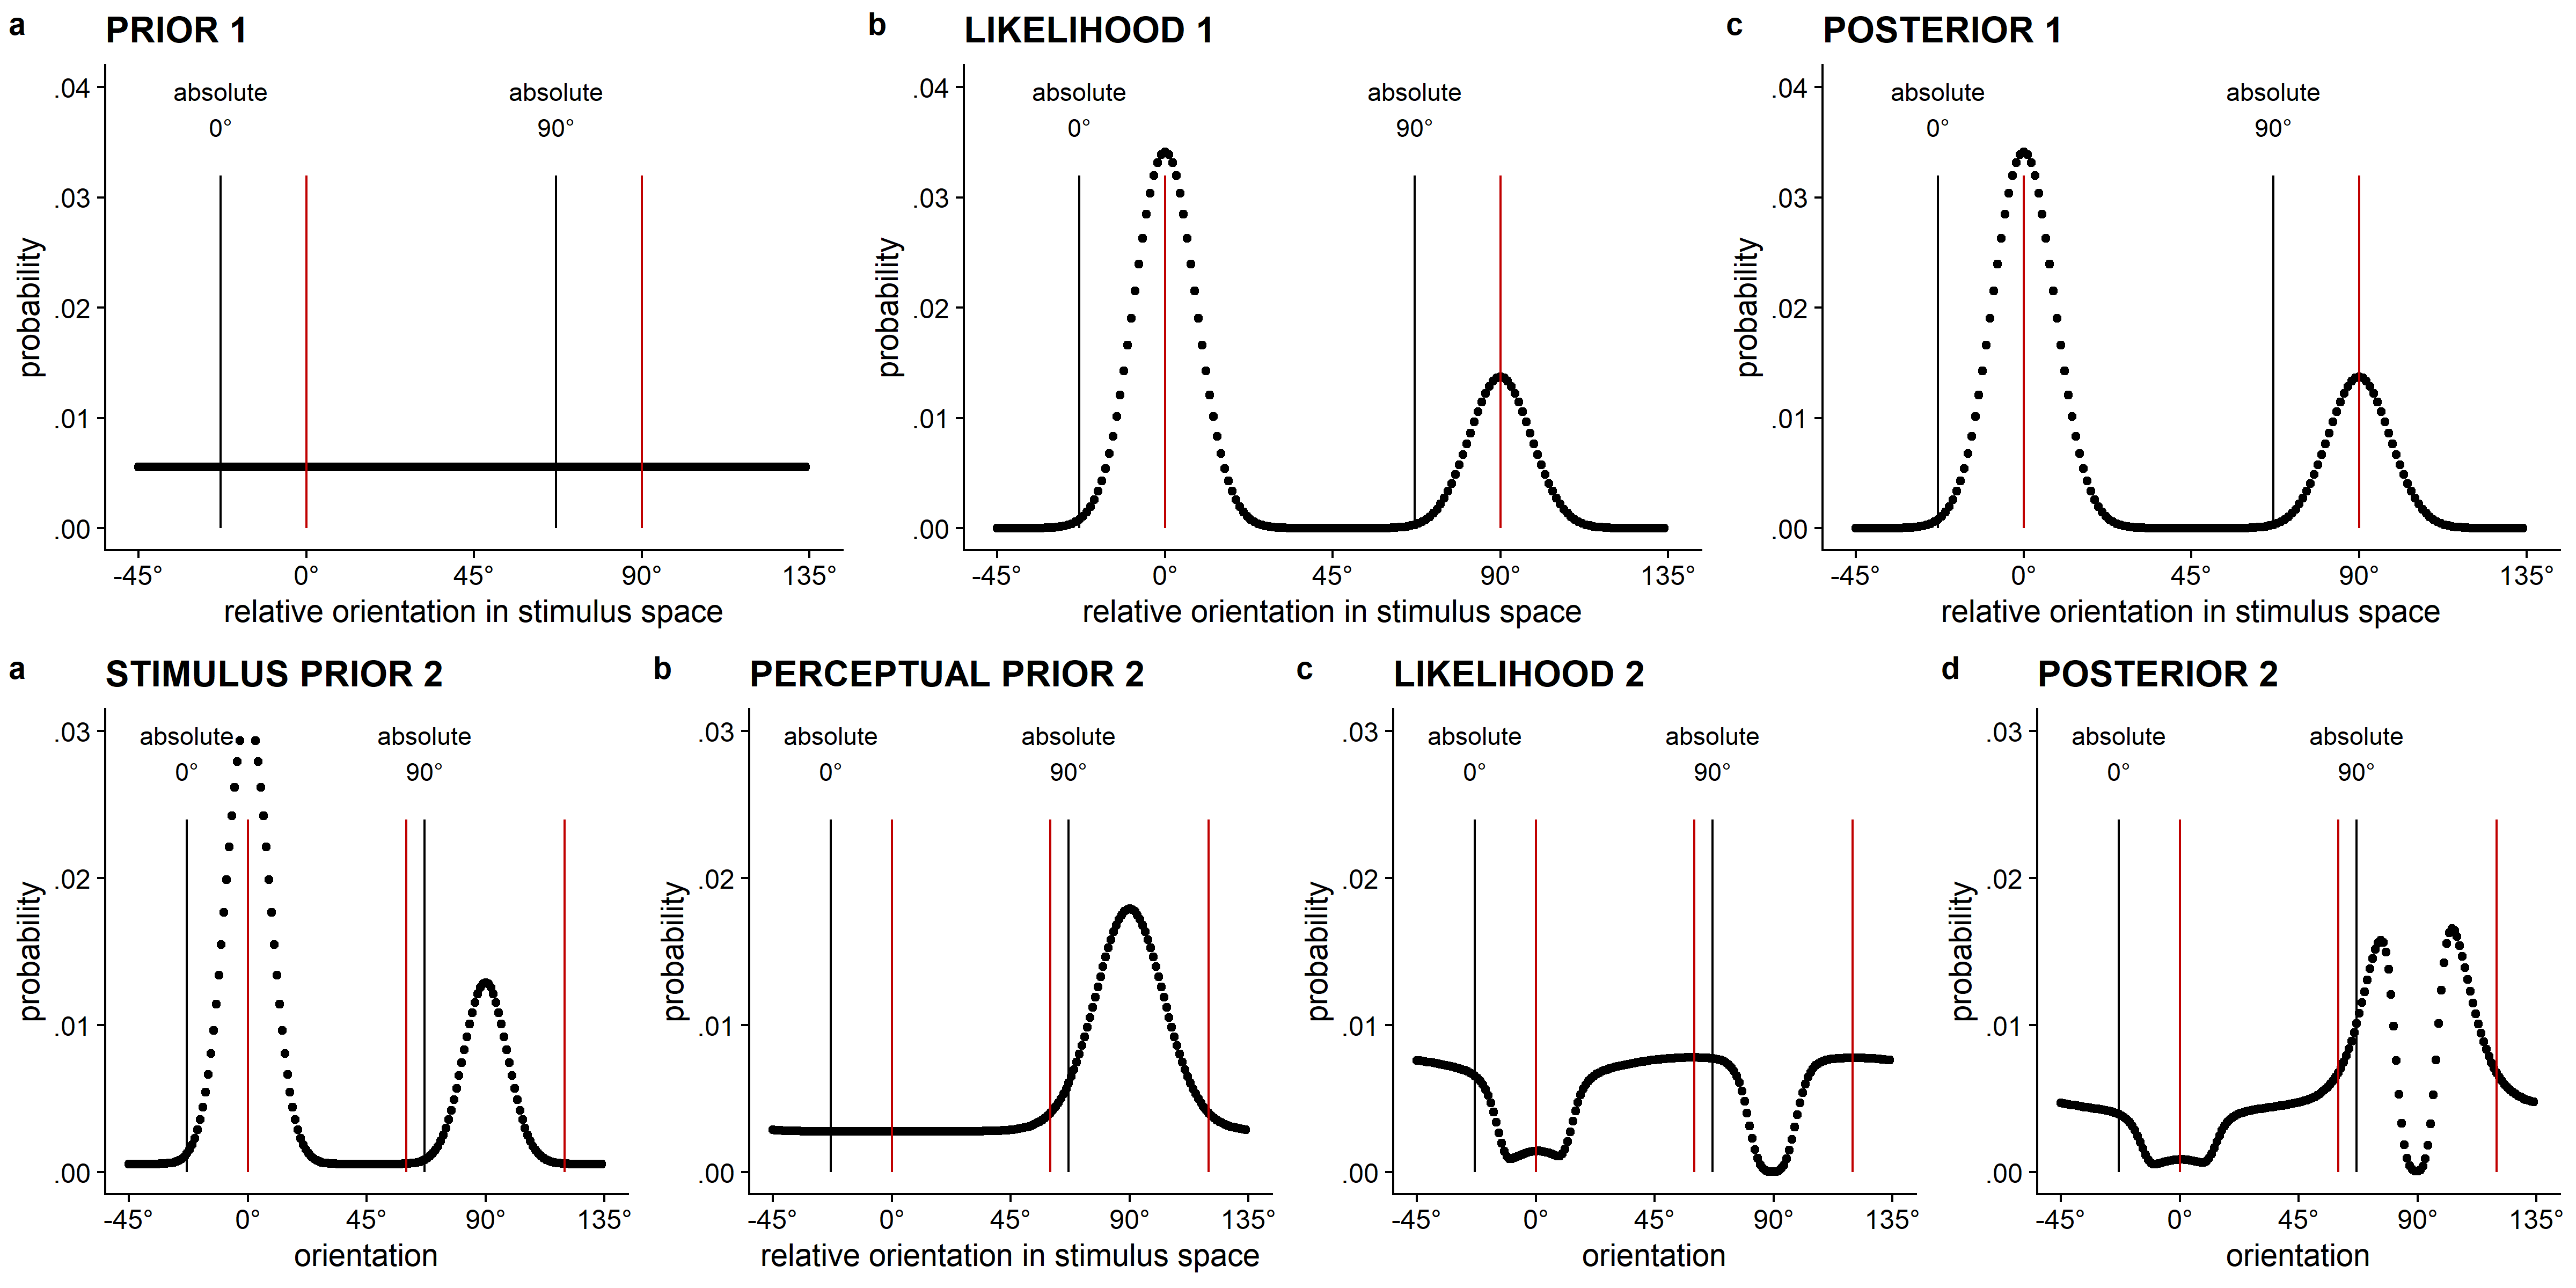 a PRIOR 1
absolute absolute
0° 90°
.04
.03
.02
.01
.00
probability
-45° 0° 45° 90° 135°
relative orientation in stimulus space
b LIKELIHOOD 1
absolute absolute
0° 90°
.04
.03
.02
.01
.00
probability
-45° 0° 45° 90° 135°
relative orientation in stimulus space
c POSTERIOR 1
absolute absolute
0° 90°
.04
.03
.02
.01
.00
probability
-45° 0° 45° 90° 135°
relative orientation in stimulus space
a STIMULUS PRIOR 2
absolute absolute
0° 90°
.03
.02
.01
.00
probability
-45° 0° 45° 90° 135°
orientation
b PERCEPTUAL PRIOR 2
absolute absolute
0° 90°
.03
.02
.01
.00
probability
-45° 0° 45° 90° 135°
relative orientation in stimulus space
c LIKELIHOOD 2
absolute absolute
0° 90°
.03
.02
.01
.00
probability
-45° 0° 45° 90° 135°
orientation
d POSTERIOR 2
absolute absolute
0° 90°
.03
.02
.01
.00
probability
-45° 0° 45° 90° 135°
orientation